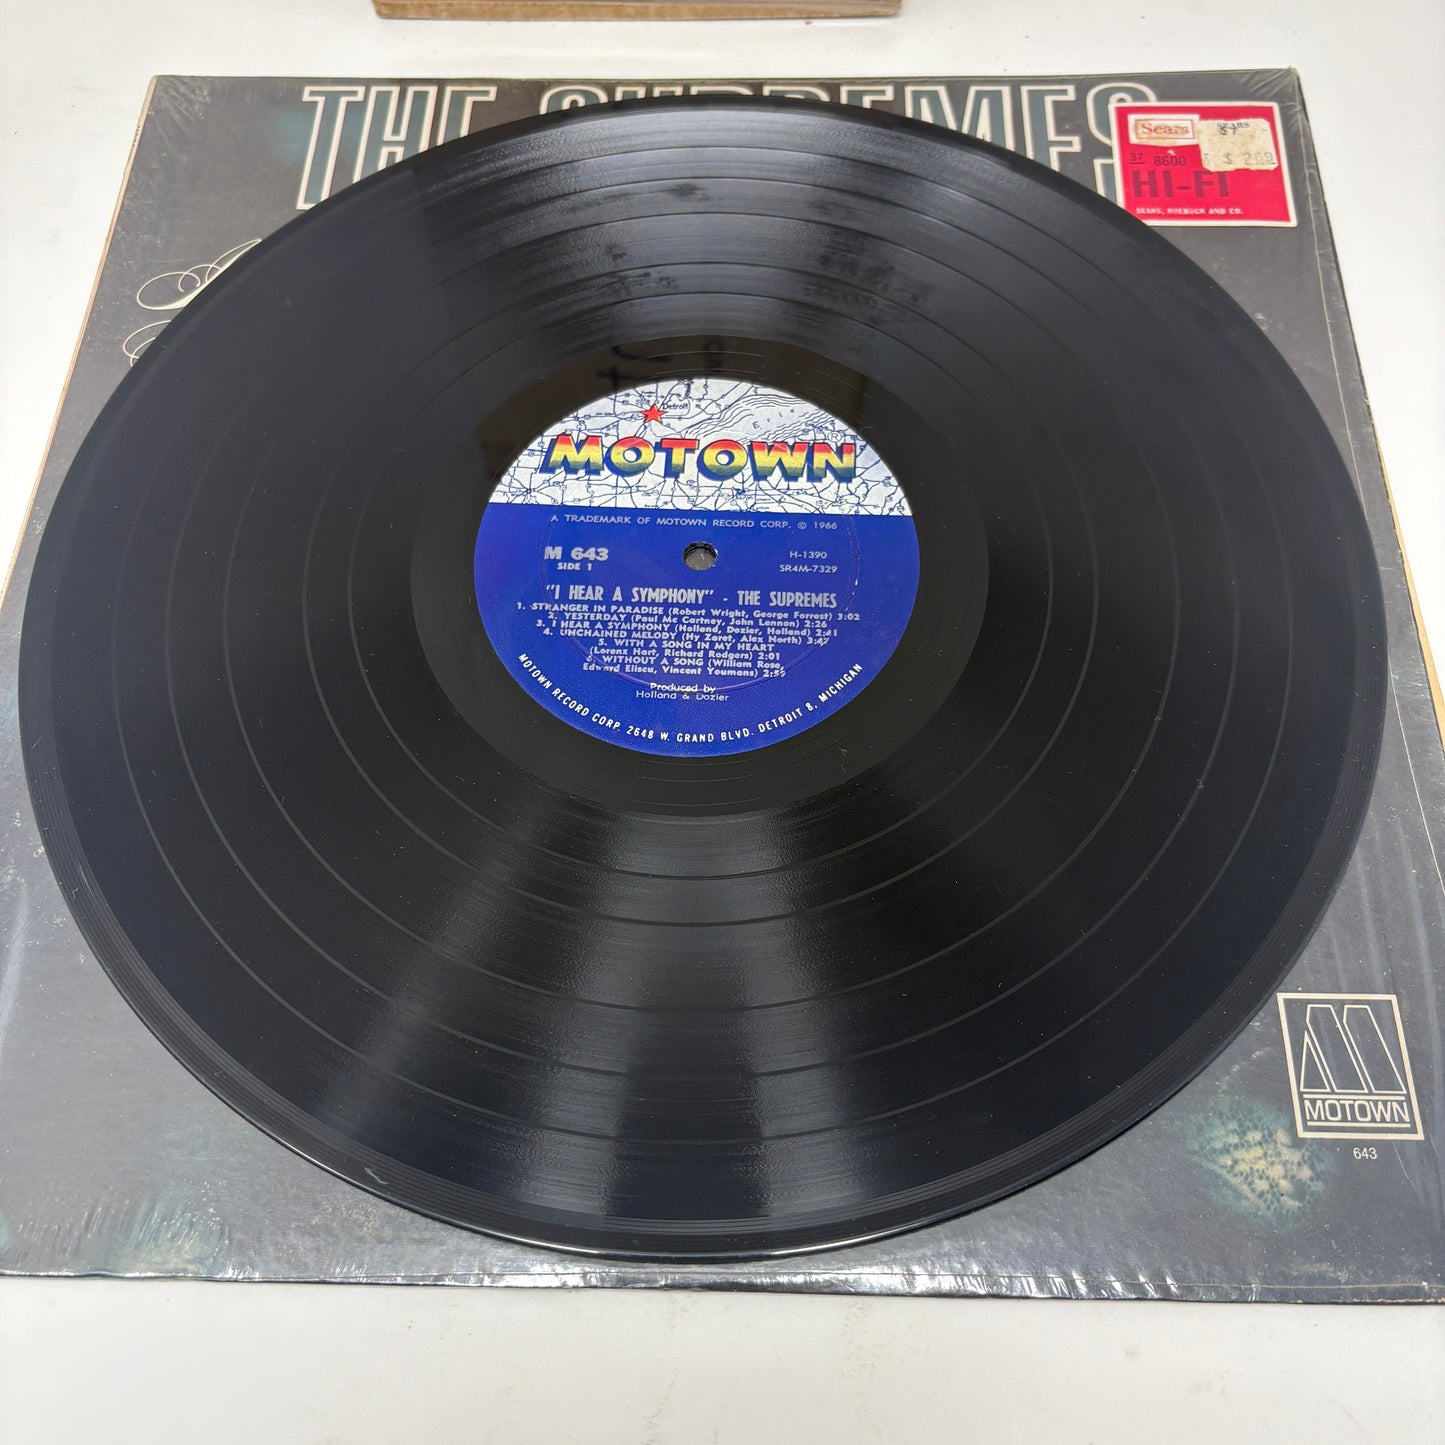 THE SUPREMES
Sears
SEARS
57
57 8600
$ 2 69
HI-FI
SEARS, ROEBUCK AND CO.
Detroit
MOTOWN®
A TRADEMARK OF MOTOWN RECORD CORP. © 1966
M 643
H-1390
SIDE 1
SR4M-7329
"I HEAR A SYMPHONY" - THE SUPREMES
1. STRANGER IN PARADISE (Robert Wright, George Forrest) 3:02
2. YESTERDAY (Paul Mc Cartney, John Lennon) 2:26
3. I HEAR A SYMPHONY (Holland, Dozier, Holland) 2:41
4. UNCHAINED MELODY (Hy Zaret, Alex North) 3:47
5. WITH A SONG IN MY HEART
(Lorenz Hart, Richard Rodgers) 2:01
6. WITHOUT A SONG (William Rose,
Edward Eliscu, Vincent Youmans) 2:59
Produced by
Holland & Dozier
MOTOWN RECORD CORP. 2648 W. GRAND BLVD. DETROIT 8, MICHIGAN
MOTOWN
643